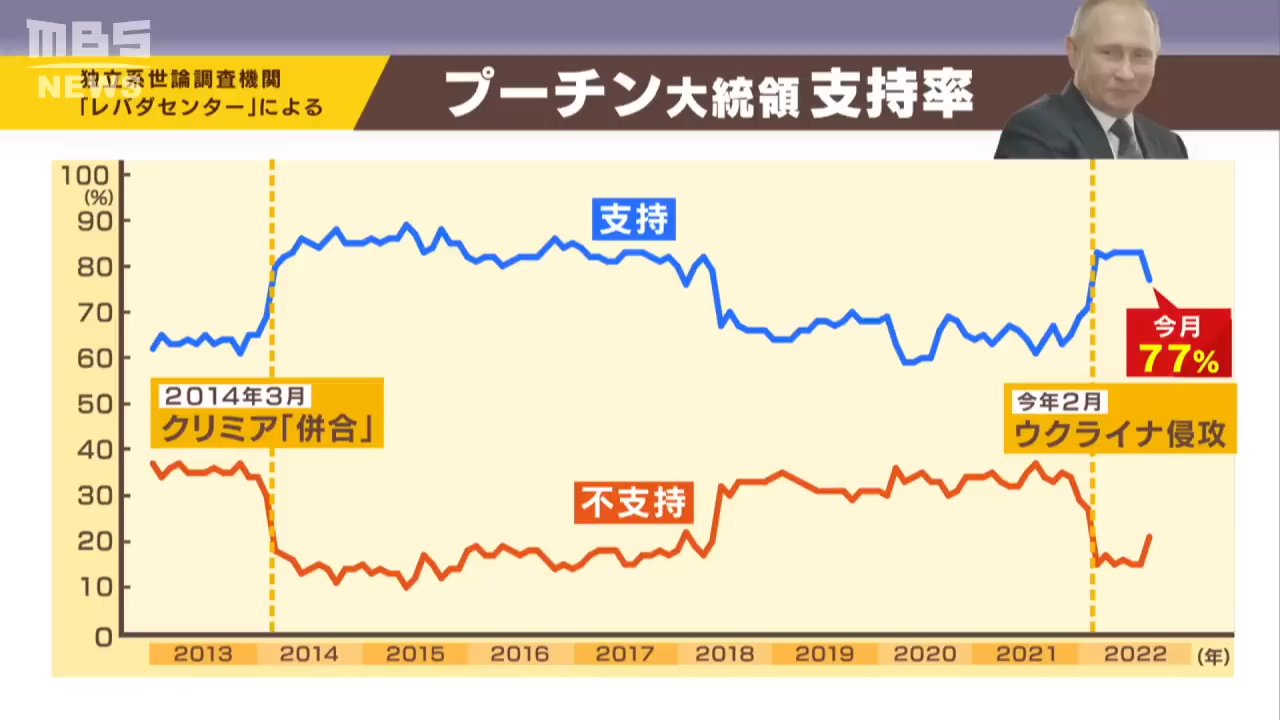 MBS
NEWS
独立系世論調査機関
「レバダセンター」による
プーチン大統領 支持率
100
(%)
90
80
70
60
50
40
30
20
10
0
支持
今月
77%
2014年3月
クリミア「併合」
今年2月
ウクライナ侵攻
不支持
2013 2014 2015 2016 2017 2018 2019 2020 2021 2022 (年)